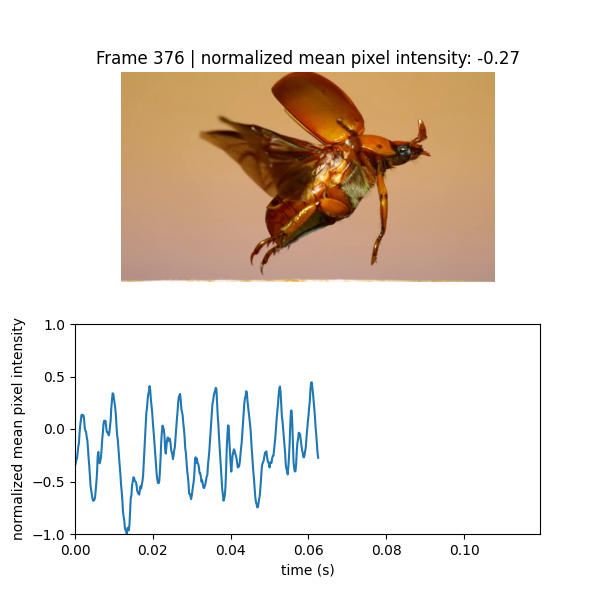 Frame 376 | normalized mean pixel intensity: -0.27
normalized mean pixel intensity
1.0
0.5
0.0
−0.5
−1.0
0.00 0.02 0.04 0.06 0.08 0.10
time (s)